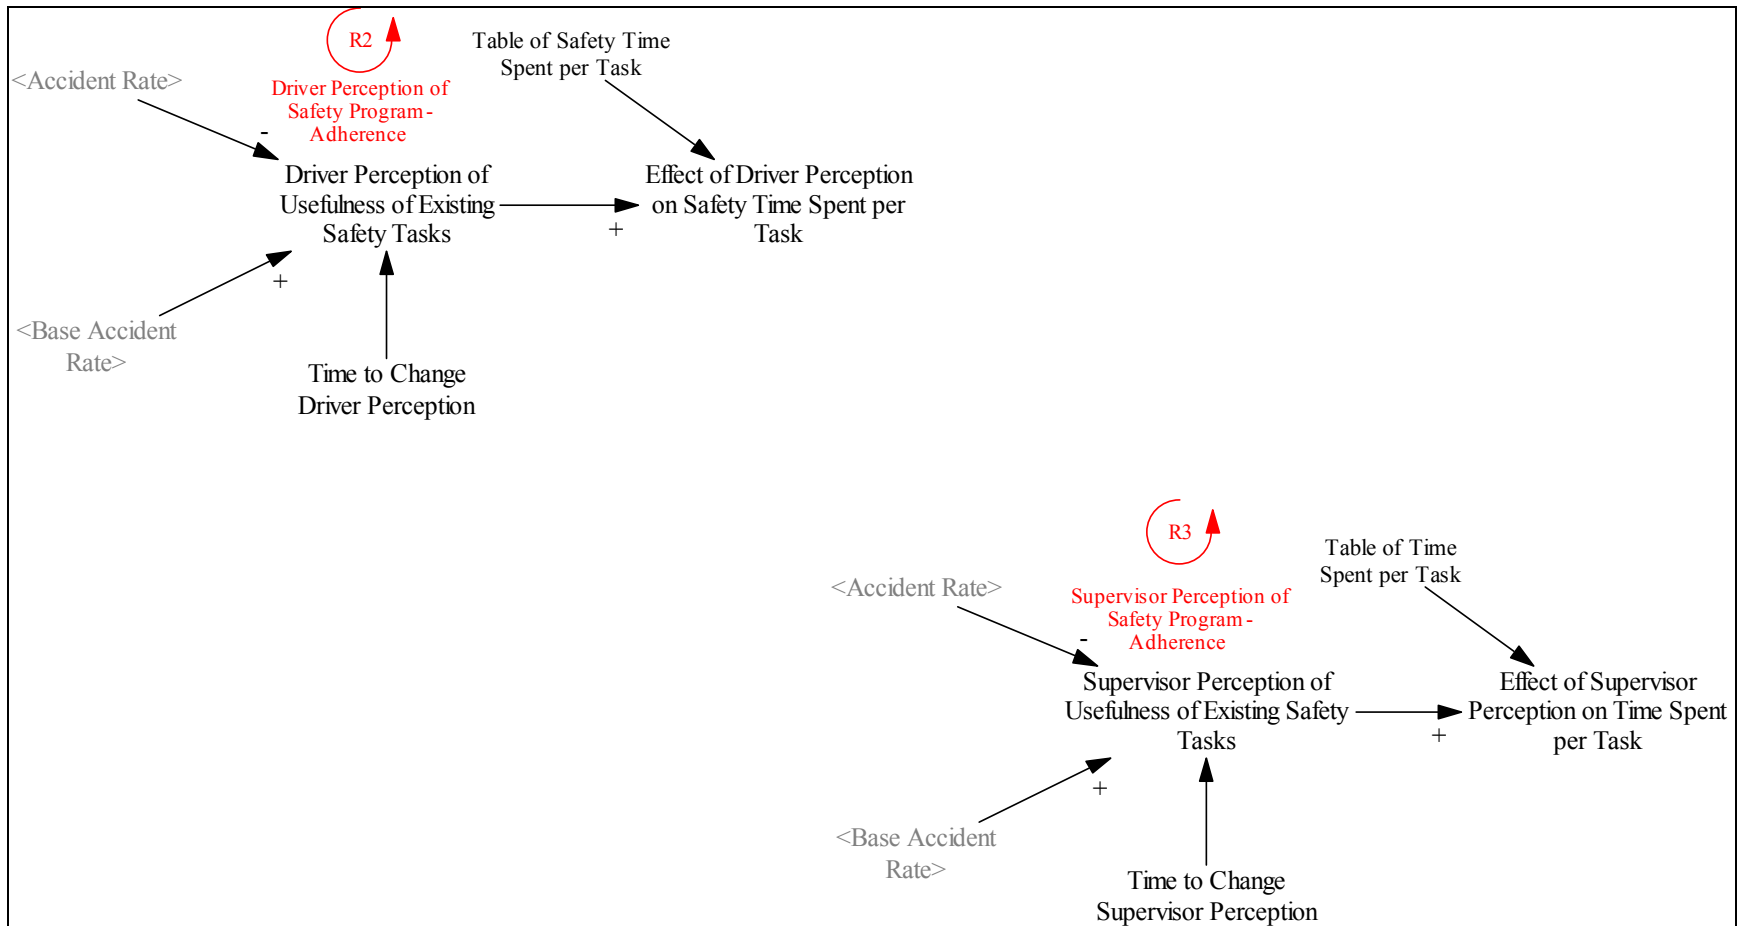 R2
Table of Safety Time
Spent per Task
<Accident Rate>
Driver Perception of
Safety Program-
Adherence
-
Driver Perception of
Usefulness of Existing
Safety Tasks
Effect of Driver Perception
on Safety Time Spent per
Task
+
+
<Base Accident
Rate>
Time to Change
Driver Perception
R3
Table of Time
Spent per Task
<Accident Rate>
Supervisor Perception of
Safety Program-
Adherence
-
Supervisor Perception of
Usefulness of Existing Safety
Tasks
Effect of Supervisor
Perception on Time Spent
per Task
+
+
<Base Accident
Rate>
Time to Change
Supervisor Perception